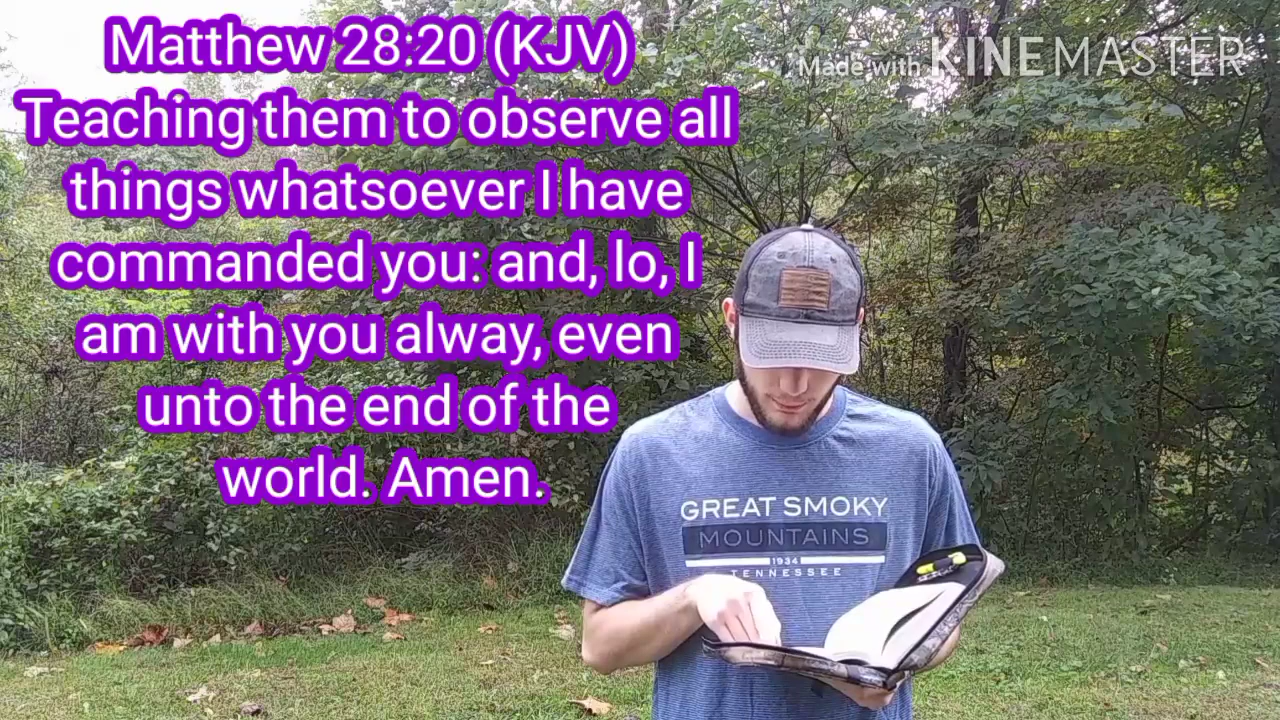 Matthew 28:20 (KJV)
Made with KINEMASTER
Teaching them to observe all
things whatsoever I have
commanded you: and, lo, I
am with you alway, even
unto the end of the
world. Amen.
GREAT SMOKY
MOUNTAINS
1934
TENNESSEE